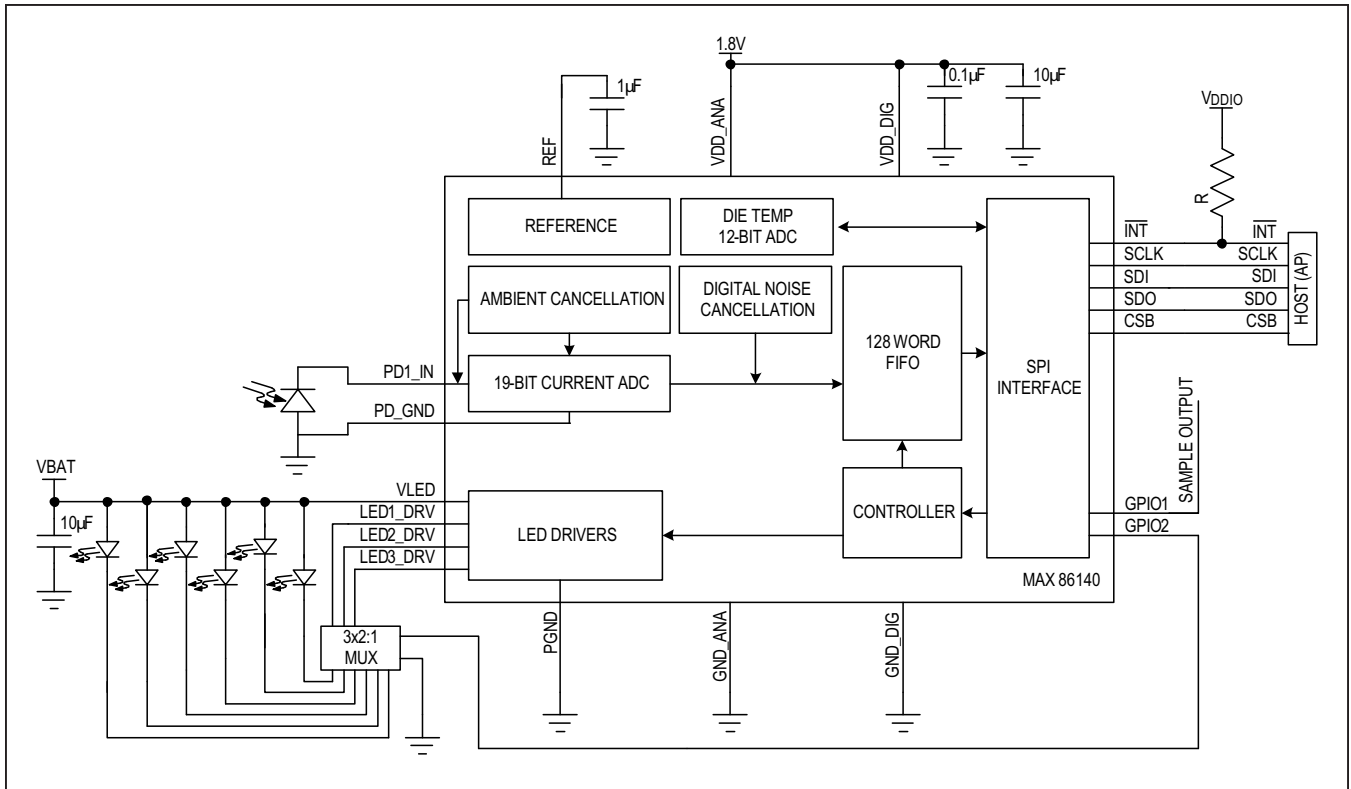 1.8V
1µF
0.1µF
10µF
VDDIO
REF
VDD_ANA
VDD_DIG
R
REFERENCE
DIE TEMP
12-BIT ADC
INT
INT
SCLK
SCLK
SDI
SDI
SDO
SDO
CSB
CSB
HOST (AP)
AMBIENT CANCELLATION
DIGITAL NOISE
CANCELLATION
128 WORD
FIFO
SPI
INTERFACE
PD1_IN
19-BIT CURRENT ADC
PD_GND
VBAT
10µF
VLED
LED1_DRV
LED2_DRV
LED3_DRV
LED DRIVERS
CONTROLLER
GPIO1
SAMPLE OUTPUT
GPIO2
MAX 86140
3x2:1
MUX
PGND
GND_ANA
GND_DIG